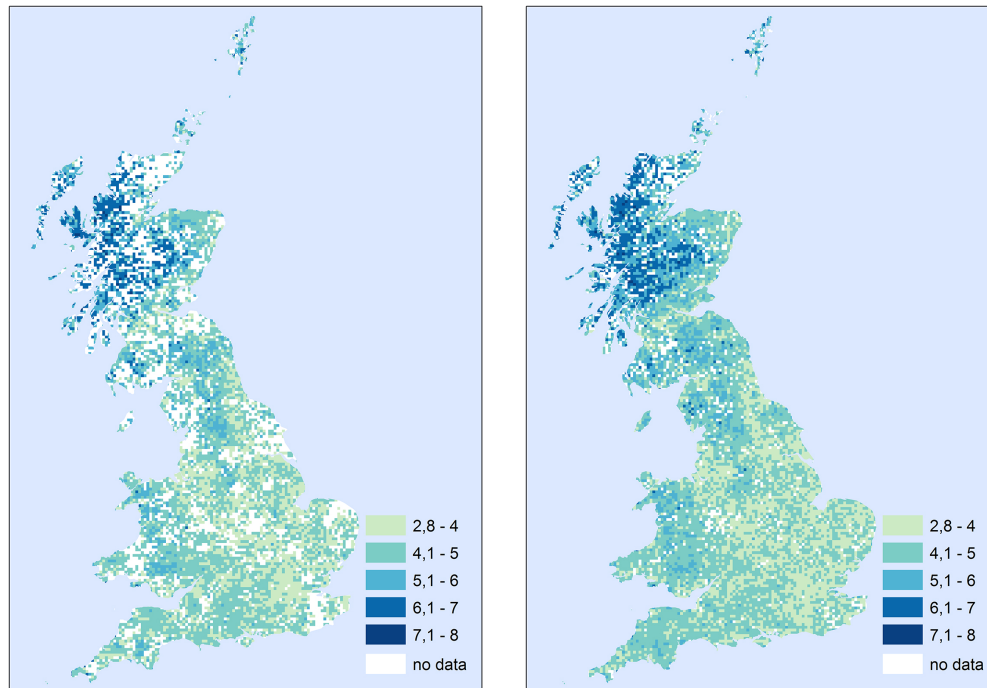 2,8 - 4
4,1 - 5
5,1 - 6
6,1 - 7
7,1 - 8
no data
2,8 - 4
4,1 - 5
5,1 - 6
6,1 - 7
7,1 - 8
no data